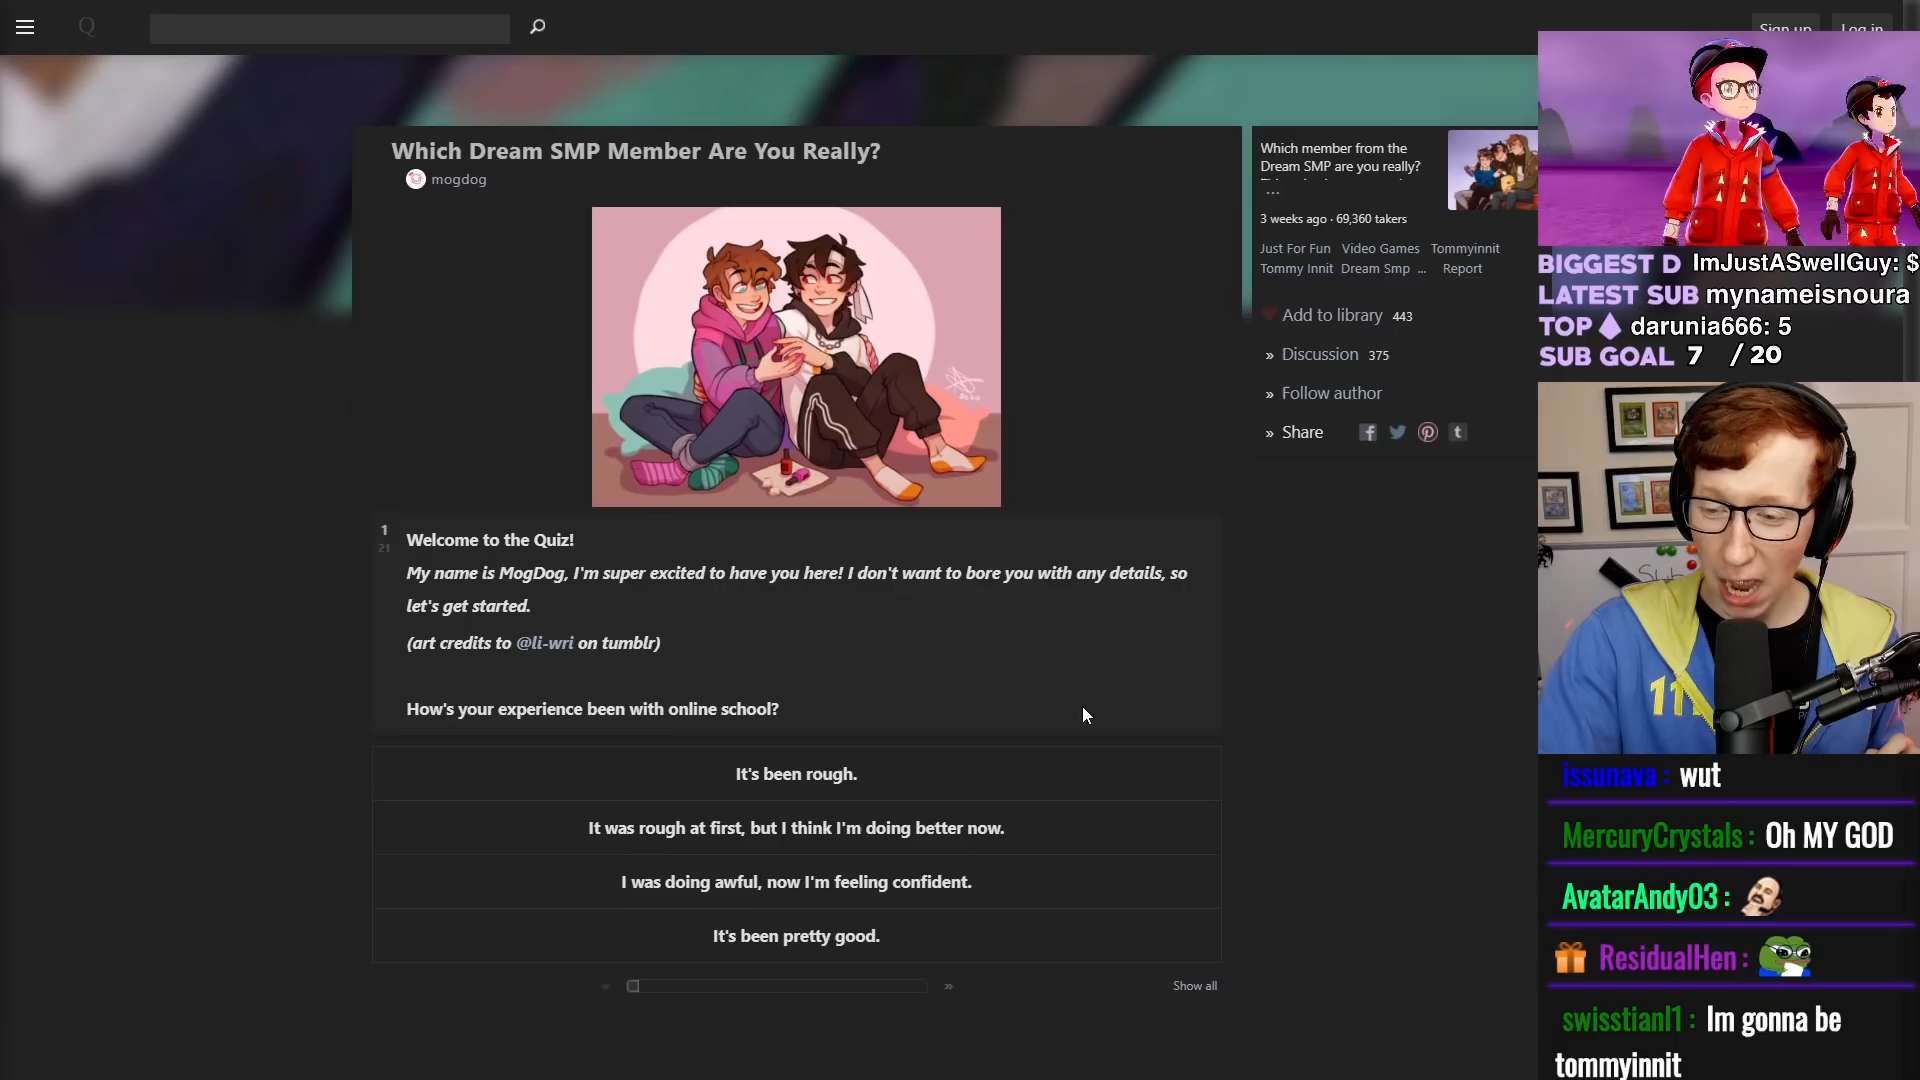 Q
Sign up
Log in
Which Dream SMP Member Are You Really?
mogdog
Welcome to the Quiz!
1
21
My name is MogDog, I'm super excited to have you here! I don't want to bore you with any details, so
let's get started.
(art credits to @li-wri on tumblr)
How's your experience been with online school?
It's been rough.
It was rough at first, but I think I'm doing better now.
I was doing awful, now I'm feeling confident.
It's been pretty good.
«
»
Show all
Which member from the
Dream SMP are you really?
...
3 weeks ago · 69,360 takers
Just For Fun Video Games Tommyinnit
Tommy Innit Dream Smp ... Report
Add to library 443
» Discussion 375
» Follow author
» Share
BIGGEST D ImJustASwellGuy: $
LATEST SUB mynameisnoura
TOP darunia666: 5
SUB GOAL 7 / 20
11
issunava : wut
MercuryCrystals : Oh MY GOD
AvatarAndy03 :
ResidualHen :
swisstianl1 : Im gonna be
tommyinnit